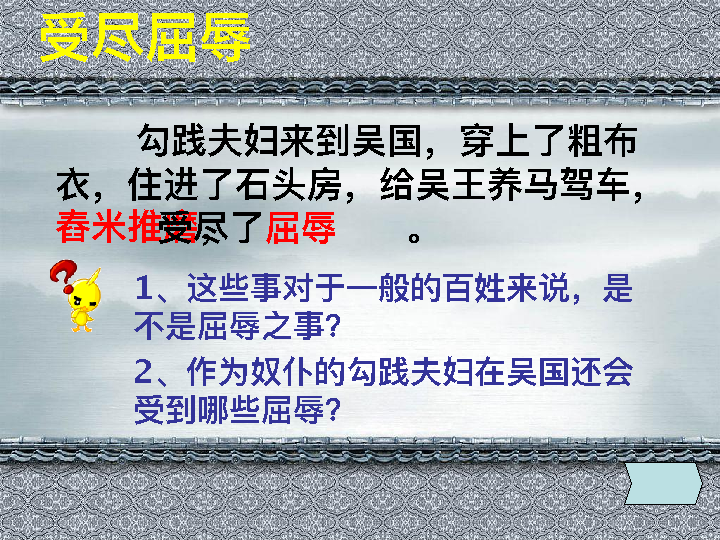 受尽屈辱
勾践夫妇来到吴国，穿上了粗布
衣，住进了石头房，给吴王养马驾车，
舂米推磨，受尽了屈辱。
1、这些事对于一般的百姓来说，是
不是屈辱之事?
2、作为奴仆的勾践夫妇在吴国还会
受到哪些屈辱?